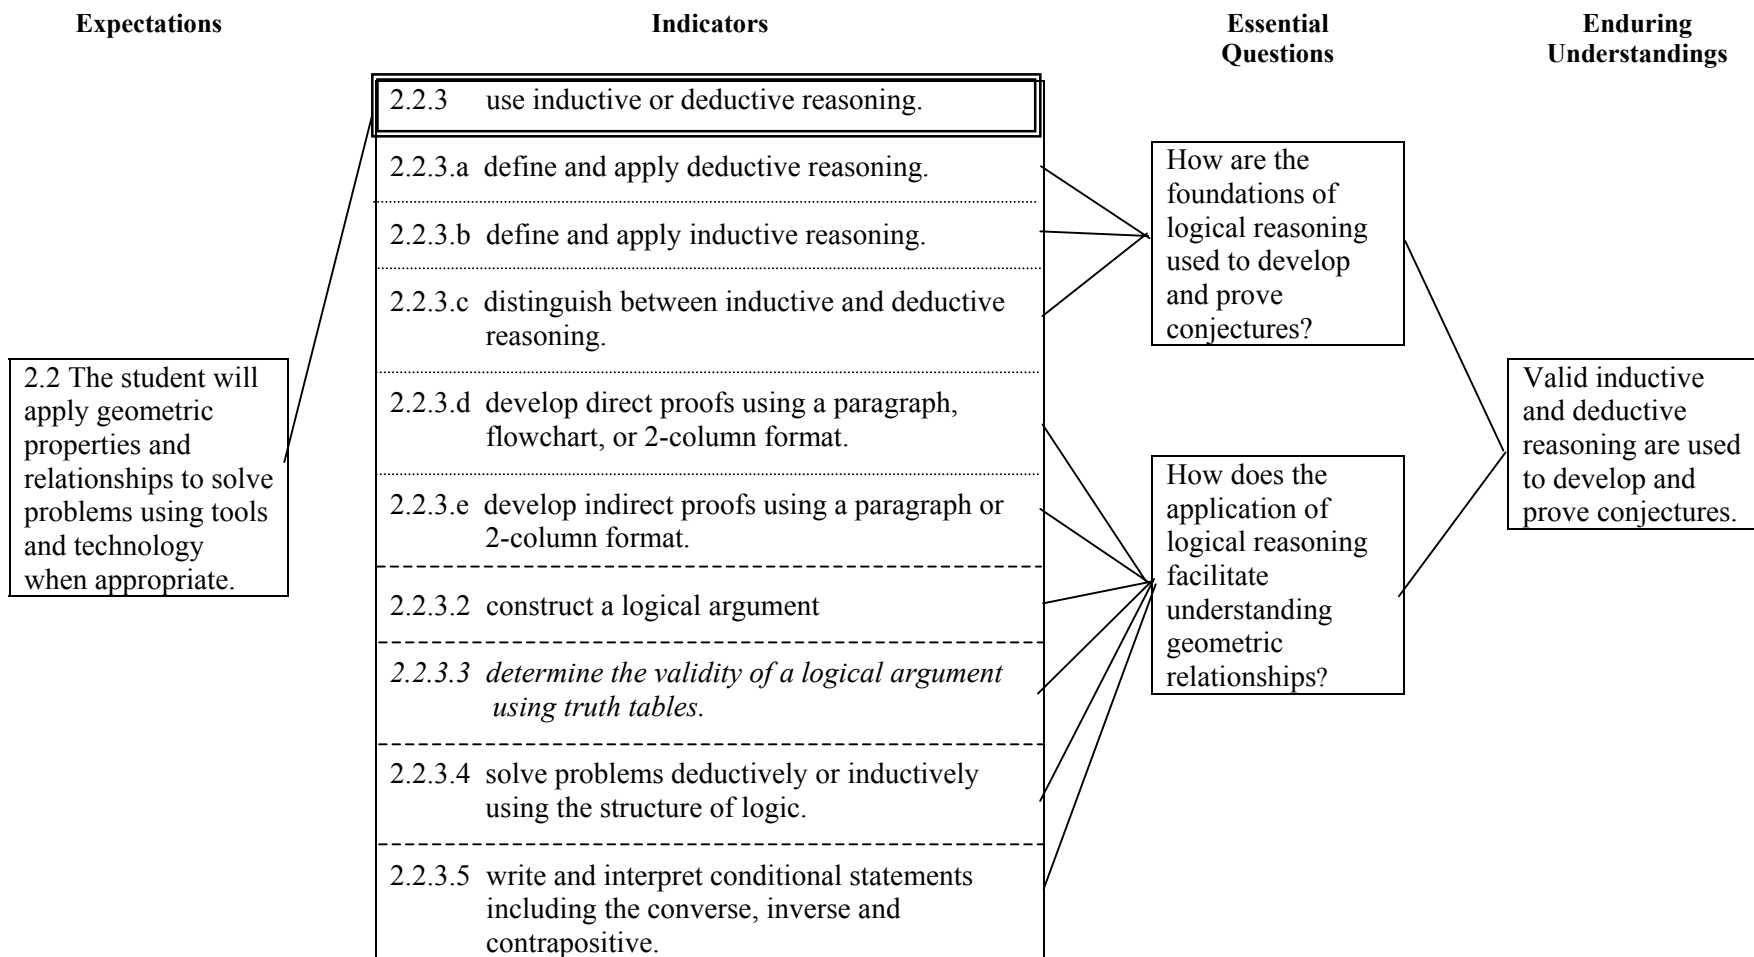 Expectations
Indicators
Essential
Questions
Enduring
Understandings
2.2 The student will
apply geometric
properties and
relationships to solve
problems using tools
and technology
when appropriate.
2.2.3 use inductive or deductive reasoning.
2.2.3.a define and apply deductive reasoning.
2.2.3.b define and apply inductive reasoning.
2.2.3.c distinguish between inductive and deductive
reasoning.
2.2.3.d develop direct proofs using a paragraph,
flowchart, or 2-column format.
2.2.3.e develop indirect proofs using a paragraph or
2-column format.
2.2.3.2 construct a logical argument
2.2.3.3 determine the validity of a logical argument
using truth tables.
2.2.3.4 solve problems deductively or inductively
using the structure of logic.
2.2.3.5 write and interpret conditional statements
including the converse, inverse and
contrapositive.
How are the
foundations of
logical reasoning
used to develop
and prove
conjectures?
How does the
application of
logical reasoning
facilitate
understanding
geometric
relationships?
Valid inductive
and deductive
reasoning are used
to develop and
prove conjectures.